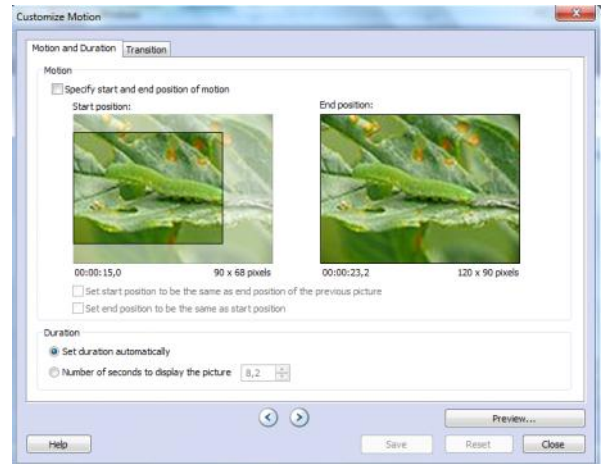 Customize Motion
Motion and Duration Transition
Motion
Specify start and end position of motion
Start position: End position:
00:00:15,0 90 x 68 pixels 00:00:23,2 120 x 90 pixels
Set start position to be the same as end position of the previous picture
Set end position to be the same as start position
Duration
Set duration automatically
Number of seconds to display the picture 8,2
Preview...
Help Save Reset Close